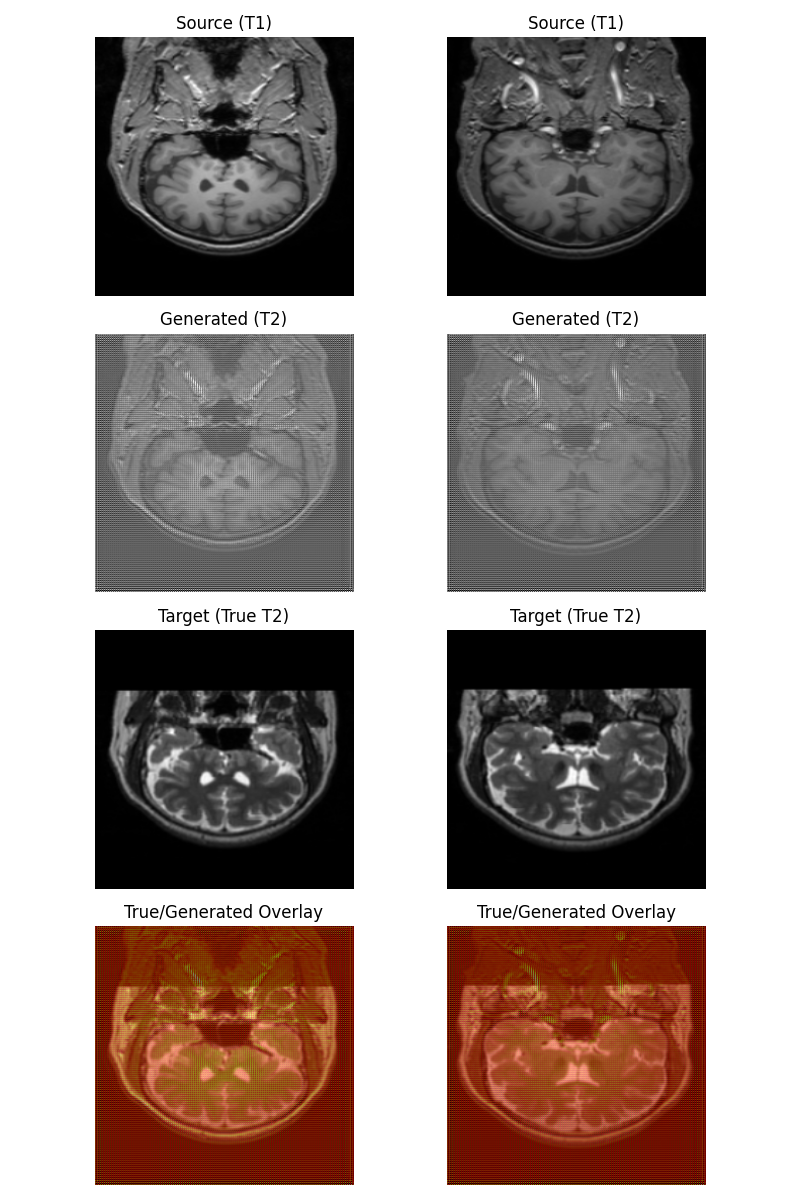 Source (T1)
Source (T1)
Generated (T2)
Generated (T2)
Target (True T2)
Target (True T2)
True/Generated Overlay
True/Generated Overlay